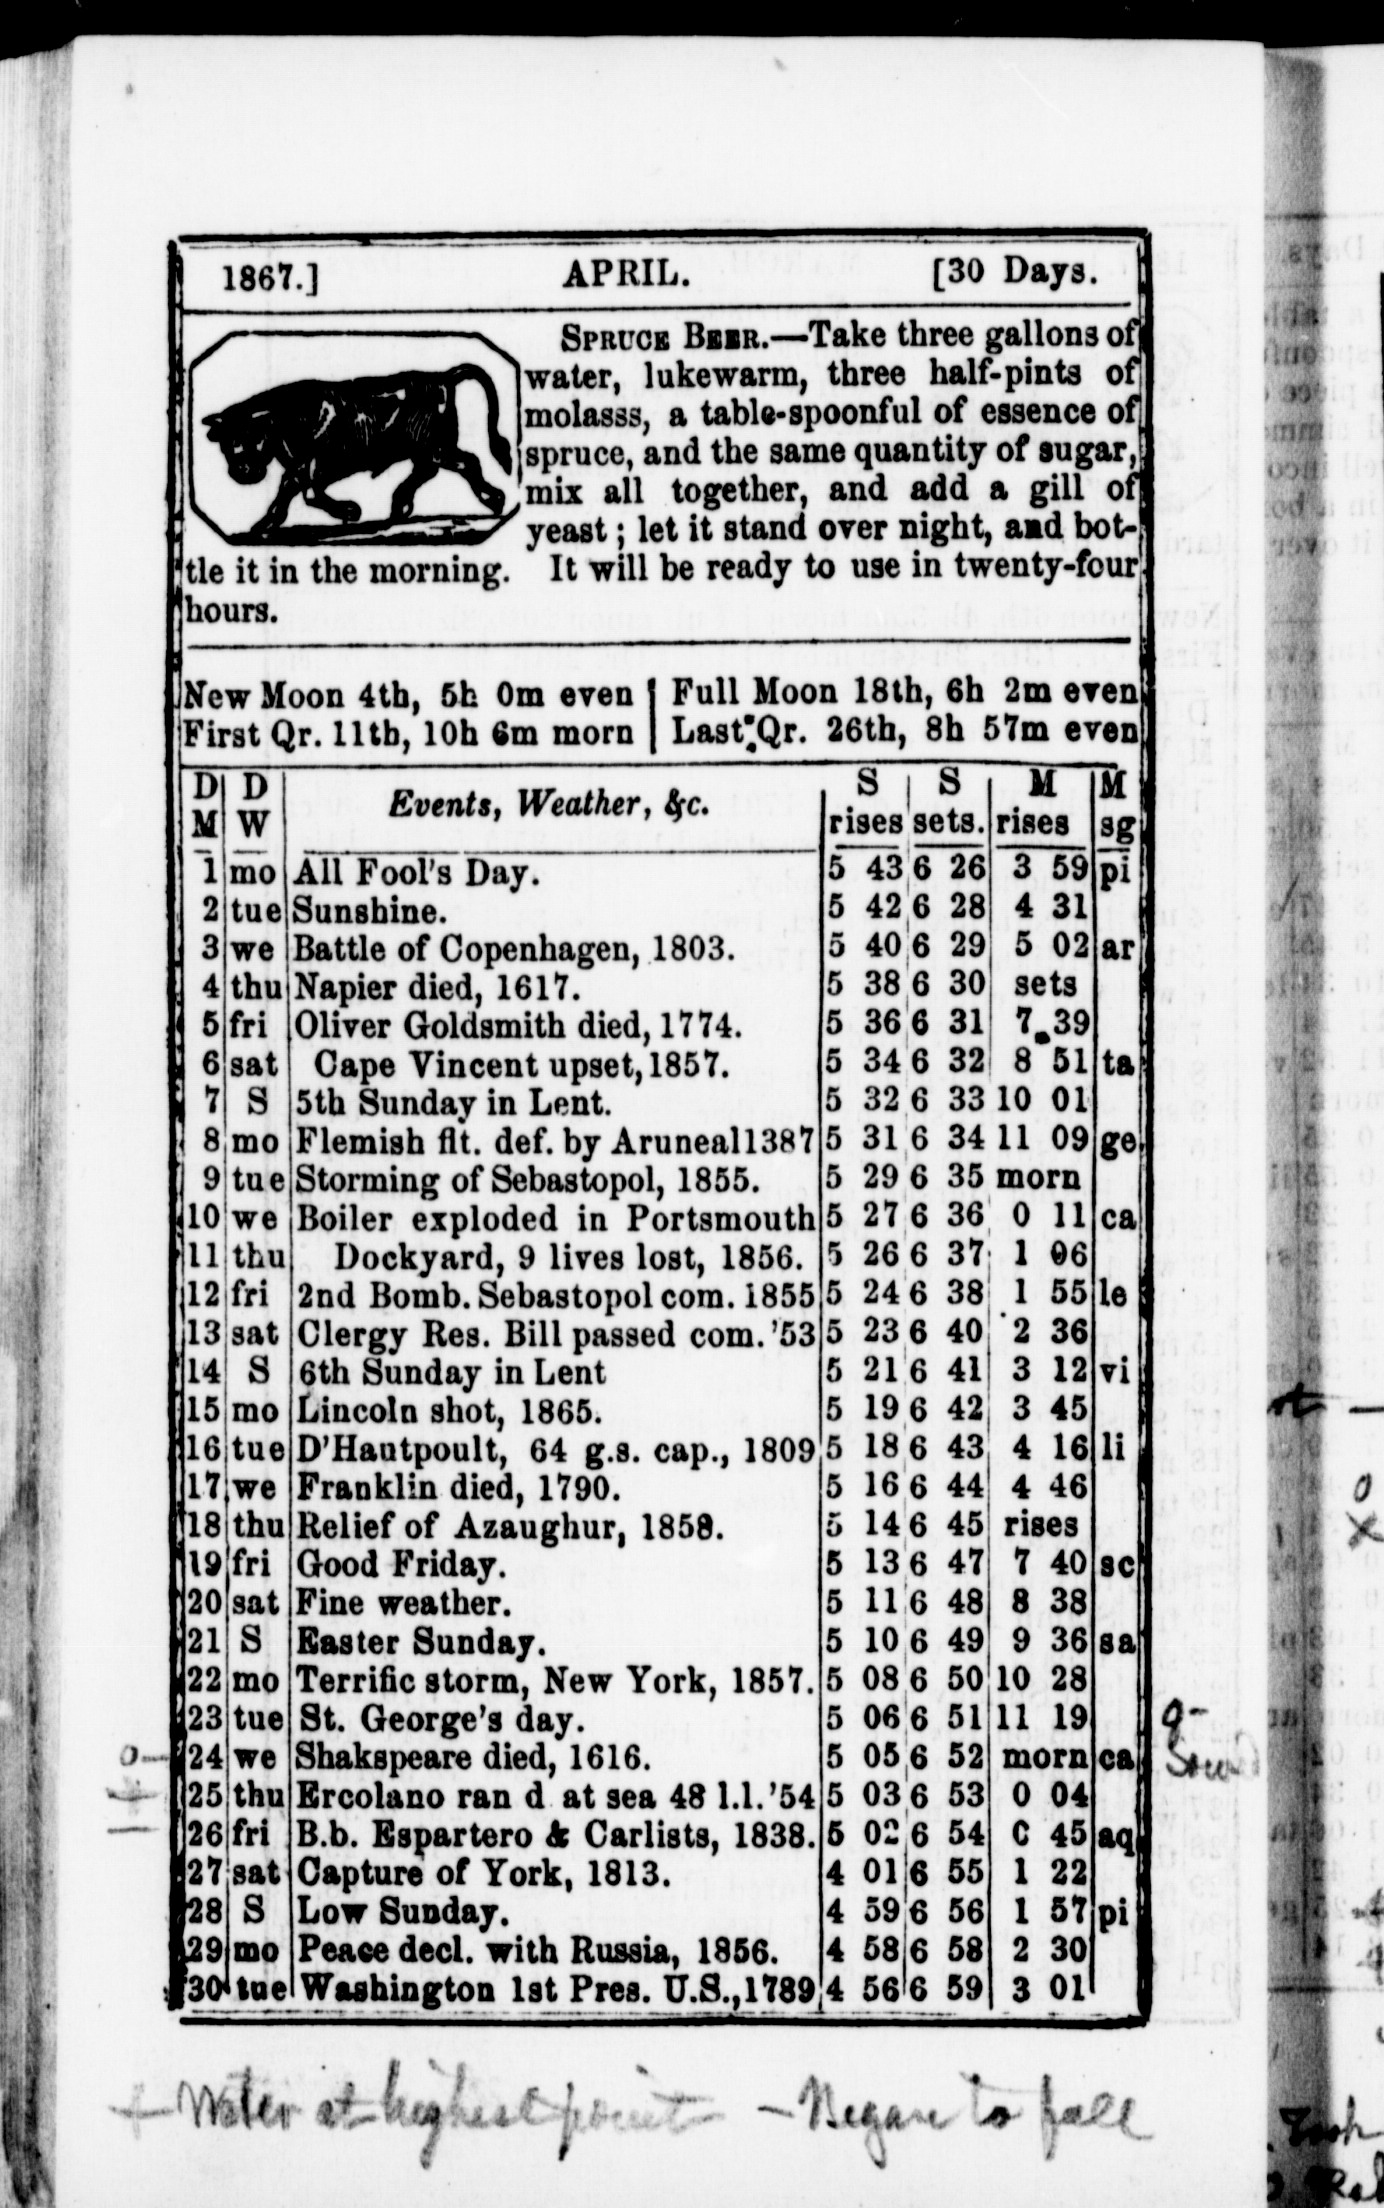 1867.] APRIL. [30 Days.
SPRUCE BEER.—Take three gallons of
water, lukewarm, three half-pints of
molasss, a table-spoonful of essence of
spruce, and the same quantity of sugar,
mix all together, and add a gill of
yeast; let it stand over night, and bot-
tle it in the morning. It will be ready to use in twenty-four
hours.
New Moon 4th, 5h 0m even | Full Moon 18th, 6h 2m even
First Qr. 11th, 10h 6m morn | Last Qr. 26th, 8h 57m even
D M | D W | Events, Weather, &c. | S rises | S sets. | M rises | M sg
1 mo All Fool's Day. 5 43 6 26 3 59 pi
2 tue Sunshine. 5 42 6 28 4 31
3 we Battle of Copenhagen, 1803. 5 40 6 29 5 02 ar
4 thu Napier died, 1617. 5 38 6 30 sets
5 fri Oliver Goldsmith died, 1774. 5 36 6 31 7 39
6 sat Cape Vincent upset, 1857. 5 34 6 32 8 51 ta
7 S 5th Sunday in Lent. 5 32 6 33 10 01
8 mo Flemish flt. def. by Aruneal 1387 5 31 6 34 11 09 ge
9 tue Storming of Sebastopol, 1855. 5 29 6 35 morn
10 we Boiler exploded in Portsmouth 5 27 6 36 0 11 ca
11 thu Dockyard, 9 lives lost, 1856. 5 26 6 37 1 06
12 fri 2nd Bomb. Sebastopol com. 1855 5 24 6 38 1 55 le
13 sat Clergy Res. Bill passed com. '53 5 23 6 40 2 36
14 S 6th Sunday in Lent 5 21 6 41 3 12 vi
15 mo Lincoln shot, 1865. 5 19 6 42 3 45
16 tue D'Hautpoult, 64 g.s. cap., 1809 5 18 6 43 4 16 li
17 we Franklin died, 1790. 5 16 6 44 4 46
18 thu Relief of Azaughur, 1858. 5 14 6 45 rises
19 fri Good Friday. 5 13 6 47 7 40 sc
20 sat Fine weather. 5 11 6 48 8 38
21 S Easter Sunday. 5 10 6 49 9 36 sa
22 mo Terrific storm, New York, 1857. 5 08 6 50 10 28
23 tue St. George's day. 5 06 6 51 11 19
24 we Shakspeare died, 1616. 5 05 6 52 morn ca
25 thu Ercolano ran d at sea 48 l.l. '54 5 03 6 53 0 04
26 fri B.b. Espartero & Carlists, 1838. 5 02 6 54 0 45 aq
27 sat Capture of York, 1813. 4 01 6 55 1 22
28 S Low Sunday. 4 59 6 56 1 57 pi
29 mo Peace decl. with Russia, 1856. 4 58 6 58 2 30
30 tue Washington 1st Pres. U.S., 1789 4 56 6 59 3 01
+ Water at highest point – Began to fall